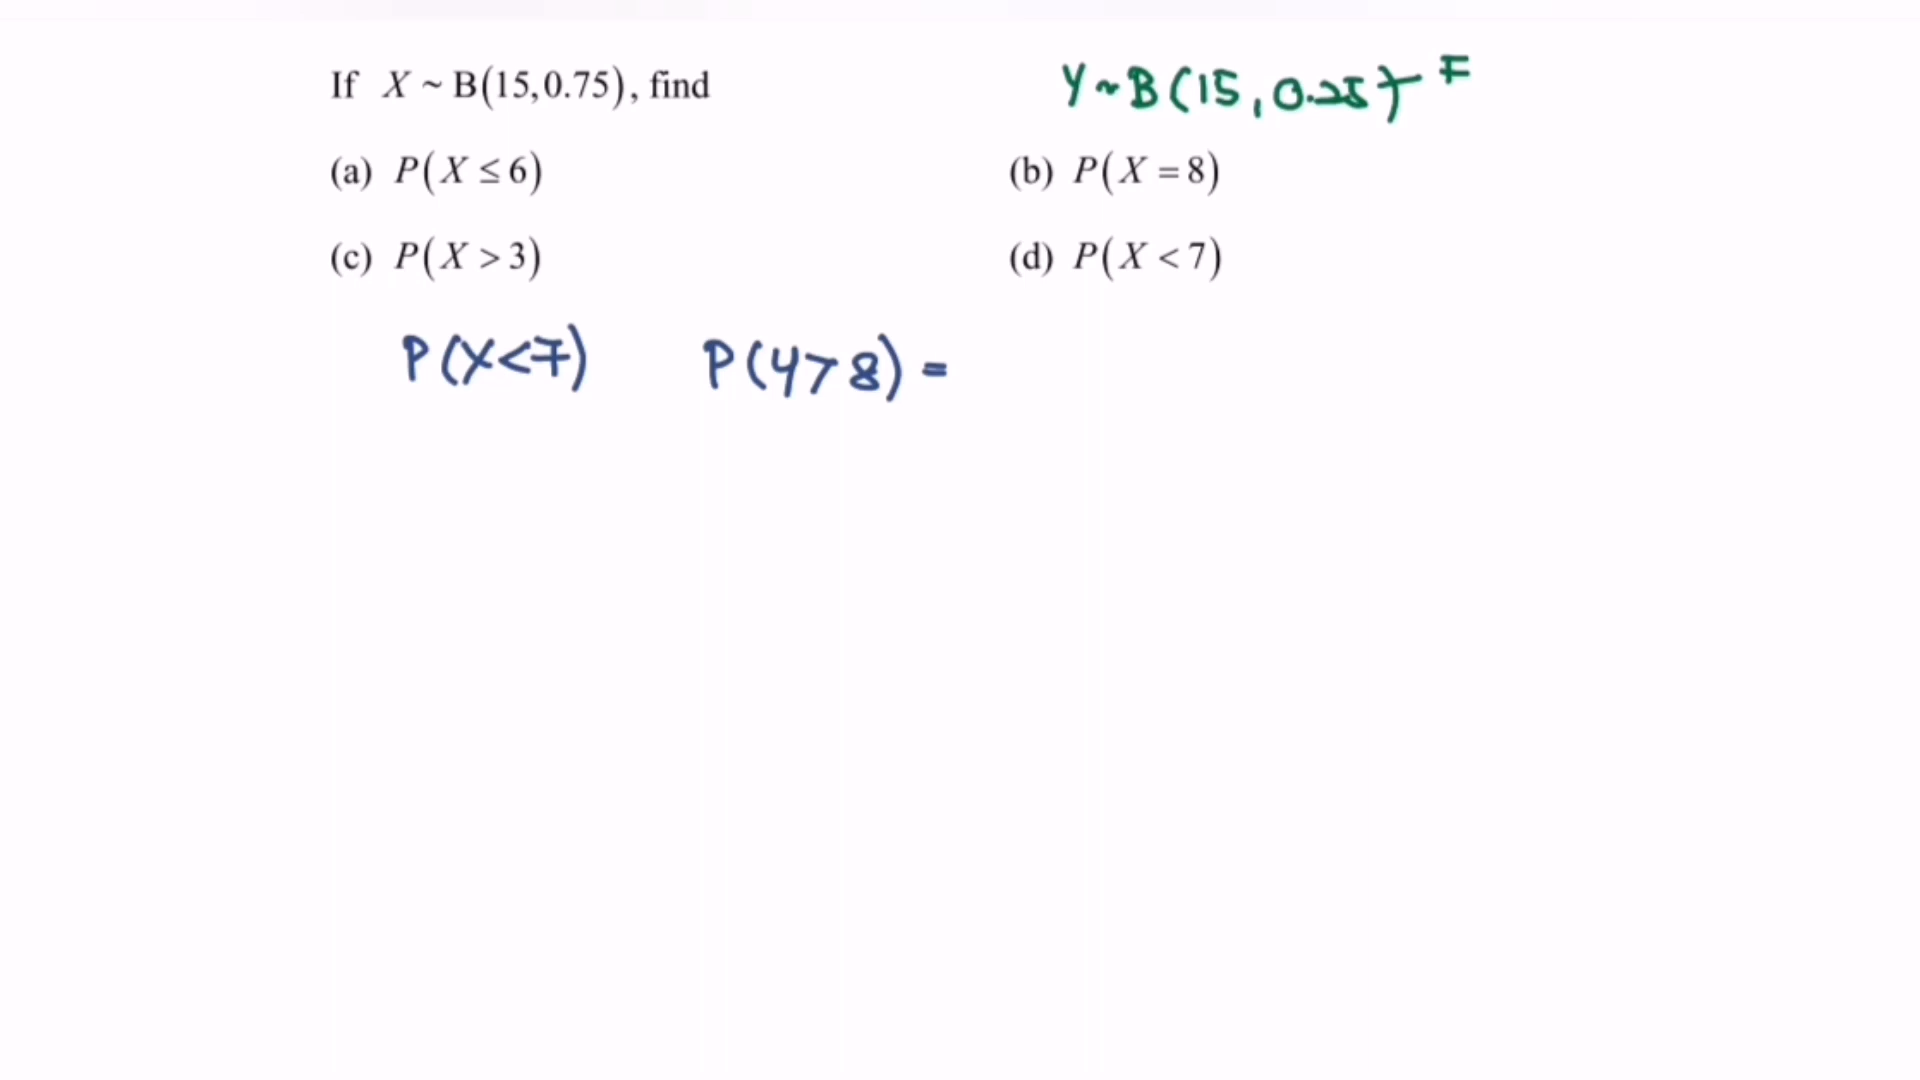 If X ~ B(15,0.75), find
Y~B(15,0.25) F
(a) P(X ≤ 6)
(b) P(X = 8)
(c) P(X > 3)
(d) P(X < 7)
P(X<7) P(Y>8) =